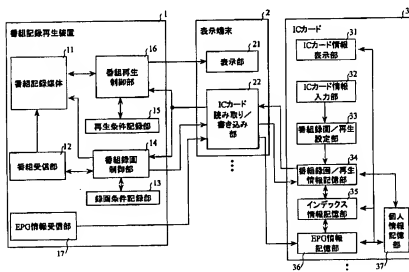 1
番組記録再生装置
11
番組記録媒体
16
番組再生
制御部
15
再生条件記録部
12
番組受信部
14
番組録画
制御部
13
録画条件記録部
EPG情報受信部
17
2
表示端末
21
表示部
22
ICカード
読み取り／
書き込み
部
3
ICカード
31
ICカード情報
表示部
32
ICカード情報
入力部
33
番組録画／再生
設定部
34
番組録画／再生
情報記憶部
35
インデックス
情報記憶部
EPG情報
記憶部
36
個人
情報記
憶部
37